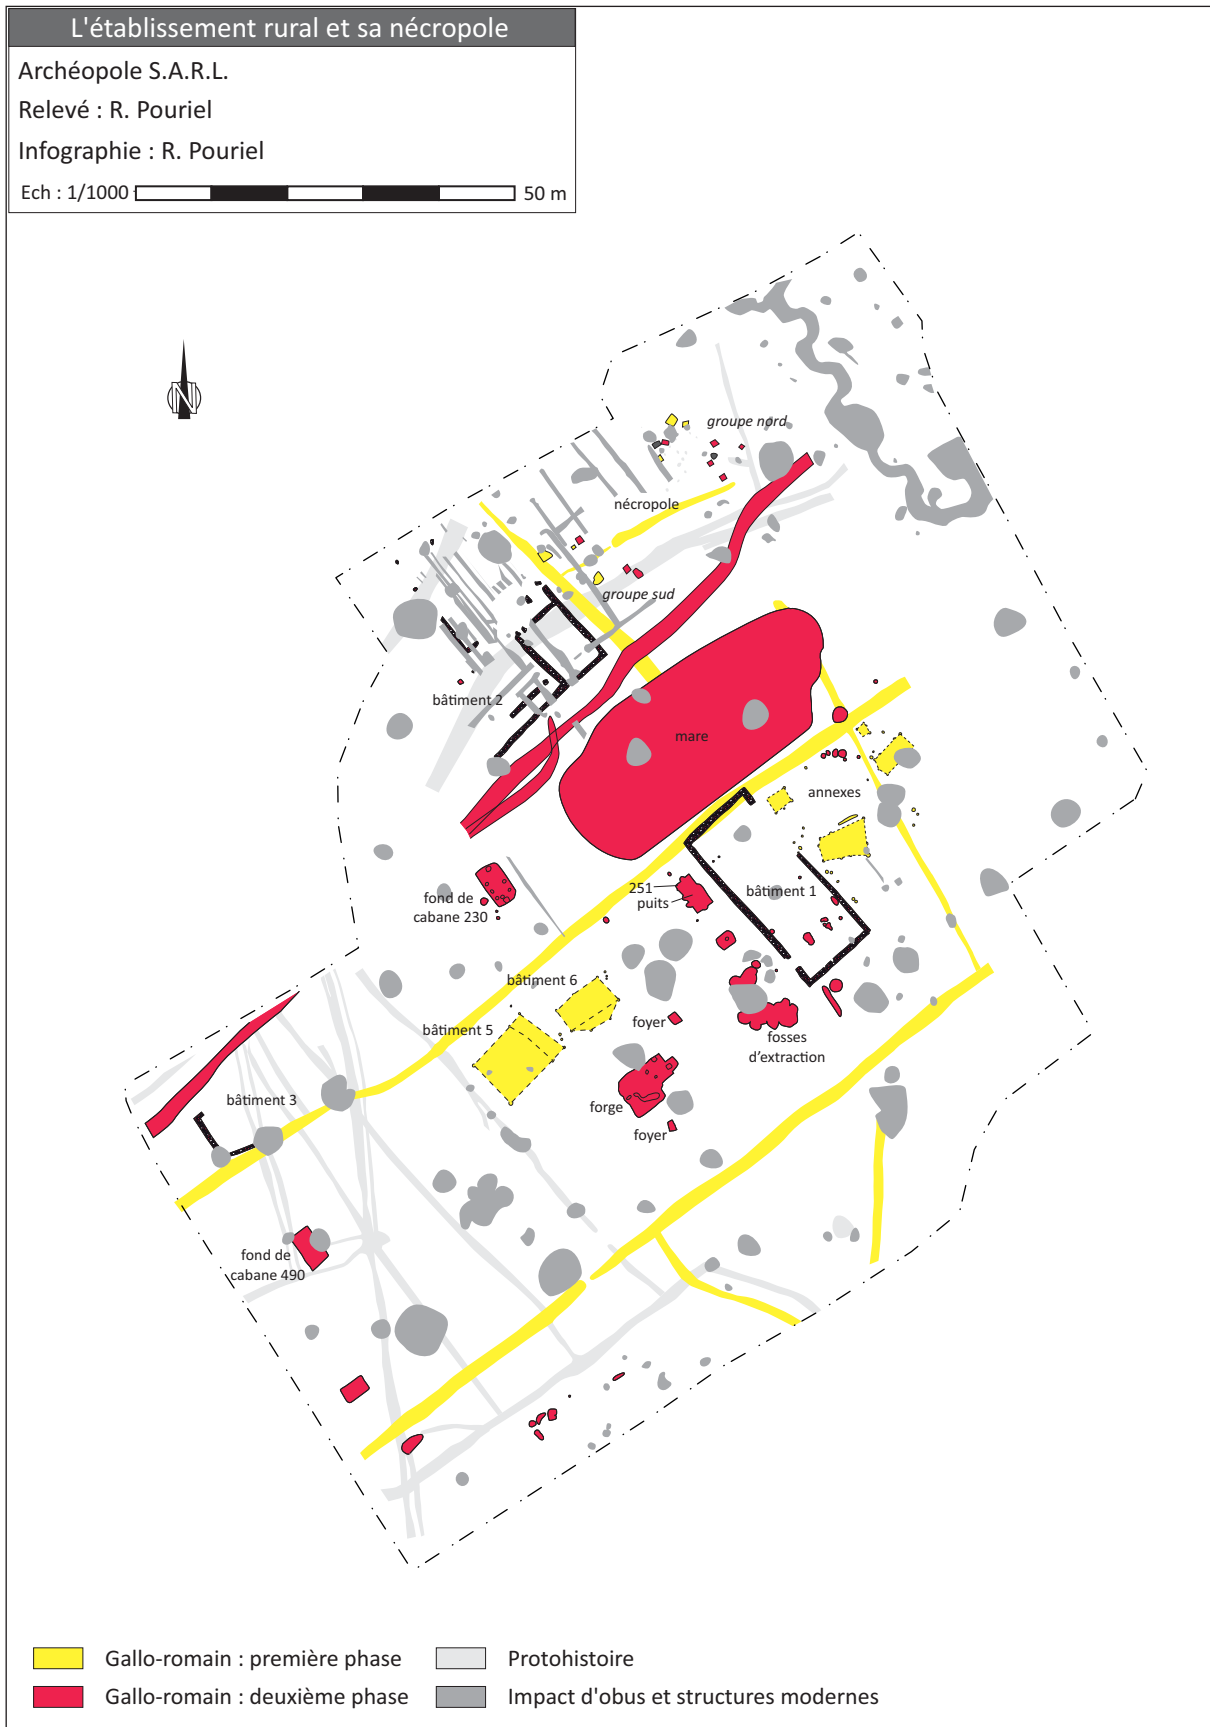 L'établissement rural et sa nécropole
Archéopole S.A.R.L.
Relevé : R. Pouriel
Infographie : R. Pouriel
Ech : 1/1000
50 m
N
groupe nord
nécropole
groupe sud
bâtiment 2
mare
annexes
bâtiment 1
251
puits
fond de
cabane 230
bâtiment 6
bâtiment 5
foyer
fosses
d'extraction
forge
foyer
bâtiment 3
fond de
cabane 490
Gallo-romain : première phase
Protohistoire
Gallo-romain : deuxième phase
Impact d'obus et structures modernes